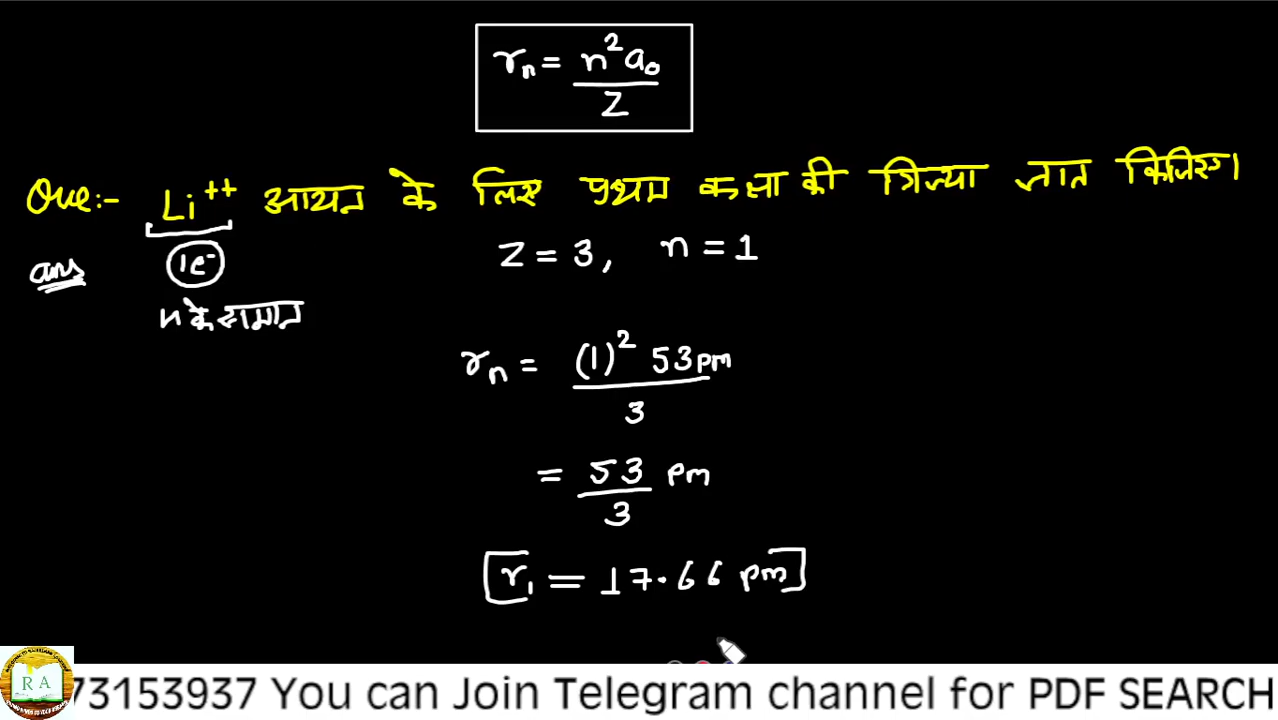 rₙ = n²a₀
Z
Que:- Li⁺⁺ आयन के लिए प्रथम कक्षा की त्रिज्या ज्ञात किजिए।
ans 1e⁻ Z = 3, n = 1
H के समान
rₙ = (1)² 53pm
3
= 53 pm
3
[r₁ = 17.66 pm]
RA
73153937 You can Join Telegram channel for PDF SEARCH